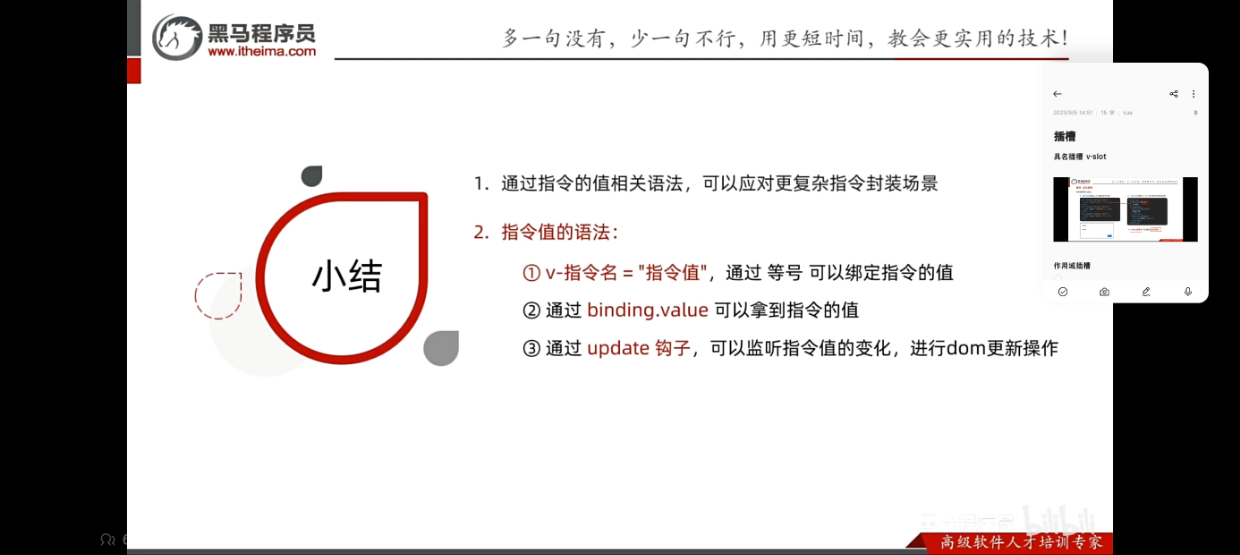 黑马程序员
www.itheima.com
多一句没有，少一句不行，用更短时间，教会更实用的技术！
小结
1. 通过指令的值相关语法，可以应对更复杂指令封装场景
2. 指令值的语法：
① v-指令名 = "指令值"，通过 等号 可以绑定指令的值
② 通过 binding.value 可以拿到指令的值
③ 通过 update 钩子，可以监听指令值的变化，进行dom更新操作
插槽
具名插槽 v-slot
作用域插槽
bilibili
高级软件人才培训专家